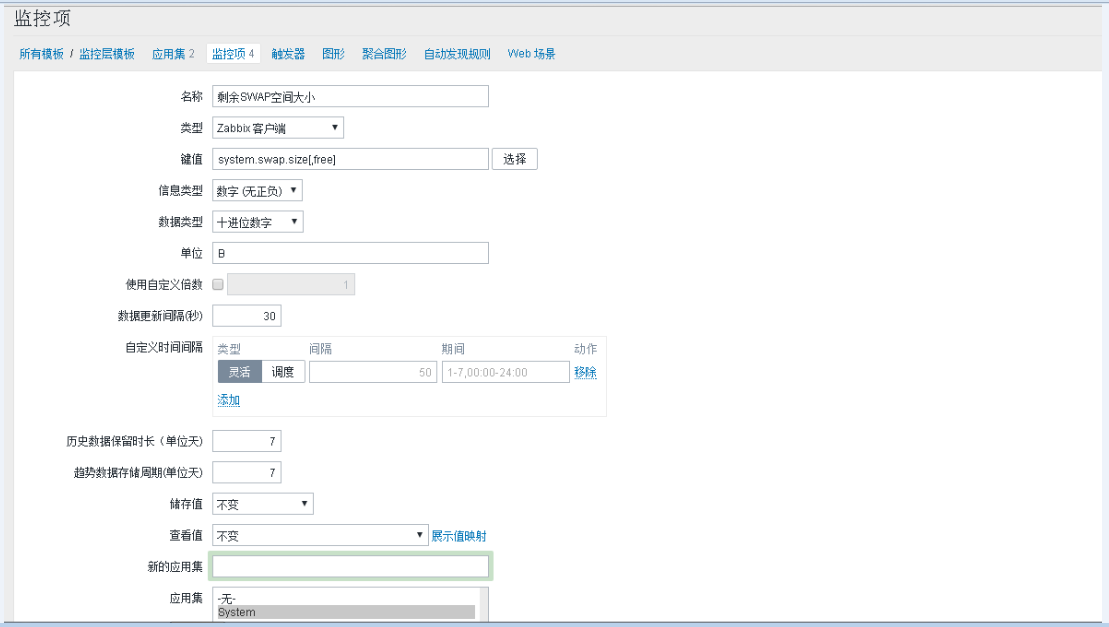 监控项
所有模板 / 监控层模板 应用集 2 监控项 4 触发器 图形 聚合图形 自动发现规则 Web 场景
名称 剩余SWAP空间大小
类型 Zabbix 客户端
键值 system.swap.size[,free] 选择
信息类型 数字 (无正负)
数据类型 十进位数字
单位 B
使用自定义倍数 1
数据更新间隔(秒) 30
自定义时间间隔 类型 间隔 期间 动作
灵活 调度 50 1-7,00:00-24:00 移除
添加
历史数据保留时长（单位天) 7
趋势数据存储周期(单位天) 7
储存值 不变
查看值 不变 展示值映射
新的应用集
应用集 -无-
System